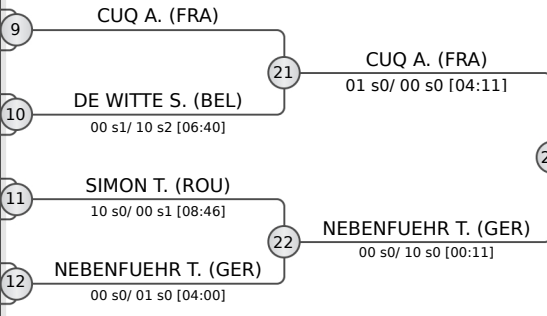 9
CUQ A. (FRA)
21
CUQ A. (FRA)
01 s0/ 00 s0 [04:11]
10
DE WITTE S. (BEL)
00 s1/ 10 s2 [06:40]
11
SIMON T. (ROU)
10 s0/ 00 s1 [08:46]
22
NEBENFUEHR T. (GER)
00 s0/ 10 s0 [00:11]
12
NEBENFUEHR T. (GER)
00 s0/ 01 s0 [04:00]